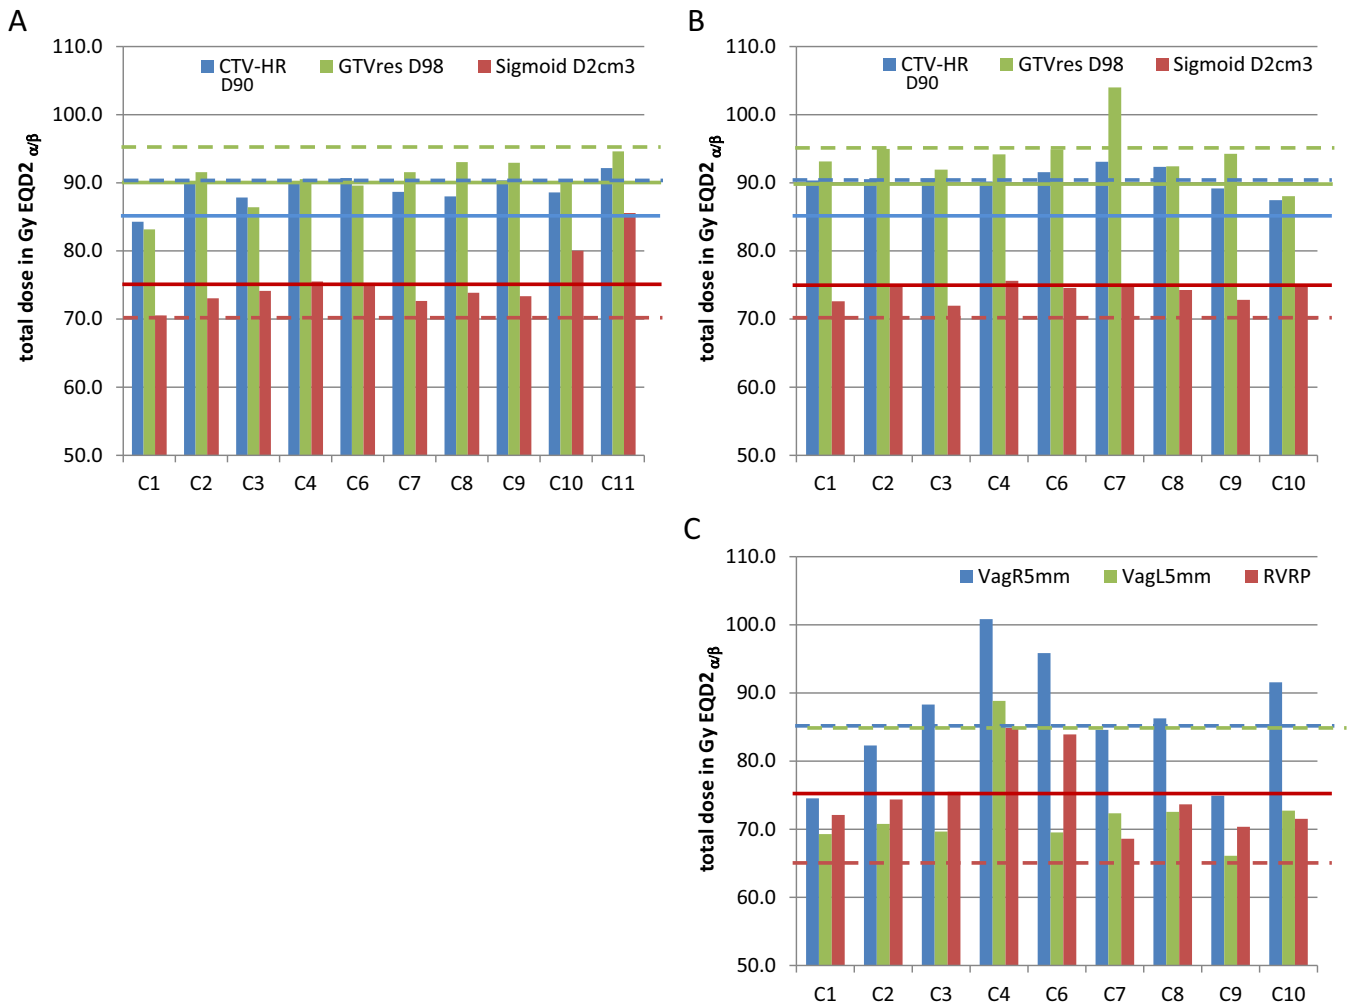 A
total dose in Gy EQD2 α/β
110.0
100.0
90.0
80.0
70.0
60.0
50.0
CTV-HR D90
GTVres D98
Sigmoid D2cm3
C1 C2 C3 C4 C6 C7 C8 C9 C10 C11
B
total dose in Gy EQD2 α/β
110.0
100.0
90.0
80.0
70.0
60.0
50.0
CTV-HR D90
GTVres D98
Sigmoid D2cm3
C1 C2 C3 C4 C6 C7 C8 C9 C10
C
total dose in Gy EQD2 α/β
110.0
100.0
90.0
80.0
70.0
60.0
50.0
VagR5mm
VagL5mm
RVRP
C1 C2 C3 C4 C6 C7 C8 C9 C10